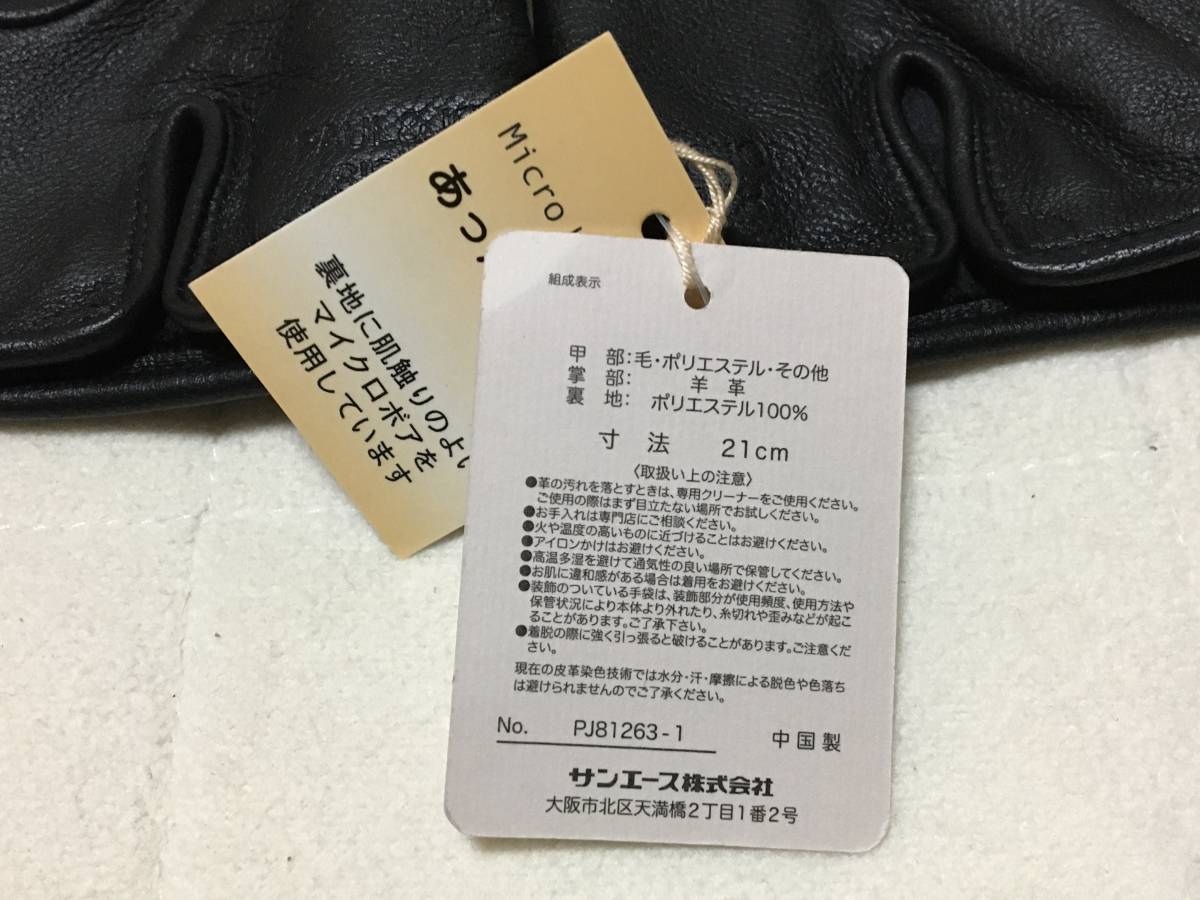 Micro
あっ
裏地に肌触りのよい
マイクロボアを
使用しています
組成表示
甲 部:毛・ポリエステル・その他
掌 部: 羊 革
裏 地: ポリエステル100%
寸 法 21cm
〈取扱い上の注意〉
●革の汚れを落とすときは、専用クリーナーをご使用ください。
ご使用の際はまず目立たない場所でお試しください。
●お手入れは専門店にご相談ください。
●火や温度の高いものに近づけることはお避けください。
●アイロンかけはお避けください。
●高温多湿を避けて通気性の良い場所で保管してください。
●お肌に違和感がある場合は着用をお避けください。
●装飾のついている手袋は、装飾部分が使用頻度、使用方法や
保管状況により本体より外れたり、糸切れや歪みなどが起こ
ることがあります。ご了承下さい。
●着脱の際に強く引っ張ると破けることがあります。ご注意くだ
さい。
現在の皮革染色技術では水分・汗・摩擦による脱色や色落ち
は避けられませんのでご了承ください。
No. PJ81263-1 中国製
サンエース株式会社
大阪市北区天満橋2丁目1番2号